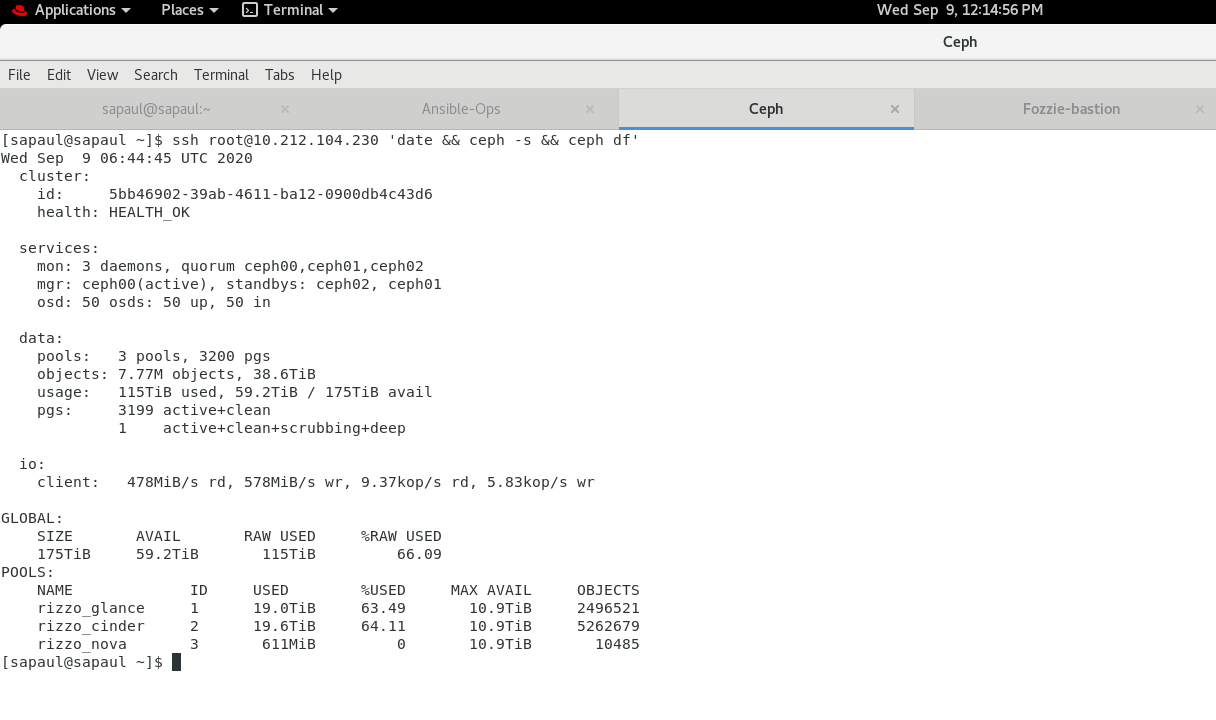 Applications Places Terminal Wed Sep 9, 12:14:56 PM
Ceph
File Edit View Search Terminal Tabs Help
sapaul@sapaul:~ × Ansible-Ops × Ceph × Fozzie-bastion ×
[sapaul@sapaul ~]$ ssh root@10.212.104.230 'date && ceph -s && ceph df'
Wed Sep  9 06:44:45 UTC 2020
  cluster:
    id:     5bb46902-39ab-4611-ba12-0900db4c43d6
    health: HEALTH_OK

  services:
    mon: 3 daemons, quorum ceph00,ceph01,ceph02
    mgr: ceph00(active), standbys: ceph02, ceph01
    osd: 50 osds: 50 up, 50 in

  data:
    pools:   3 pools, 3200 pgs
    objects: 7.77M objects, 38.6TiB
    usage:   115TiB used, 59.2TiB / 175TiB avail
    pgs:     3199 active+clean
             1    active+clean+scrubbing+deep

  io:
    client:   478MiB/s rd, 578MiB/s wr, 9.37kop/s rd, 5.83kop/s wr

GLOBAL:
    SIZE       AVAIL       RAW USED     %RAW USED
    175TiB     59.2TiB       115TiB         66.09
POOLS:
    NAME             ID     USED        %USED     MAX AVAIL     OBJECTS
    rizzo_glance     1      19.0TiB     63.49       10.9TiB     2496521
    rizzo_cinder     2      19.6TiB     64.11       10.9TiB     5262679
    rizzo_nova       3       611MiB         0       10.9TiB       10485
[sapaul@sapaul ~]$